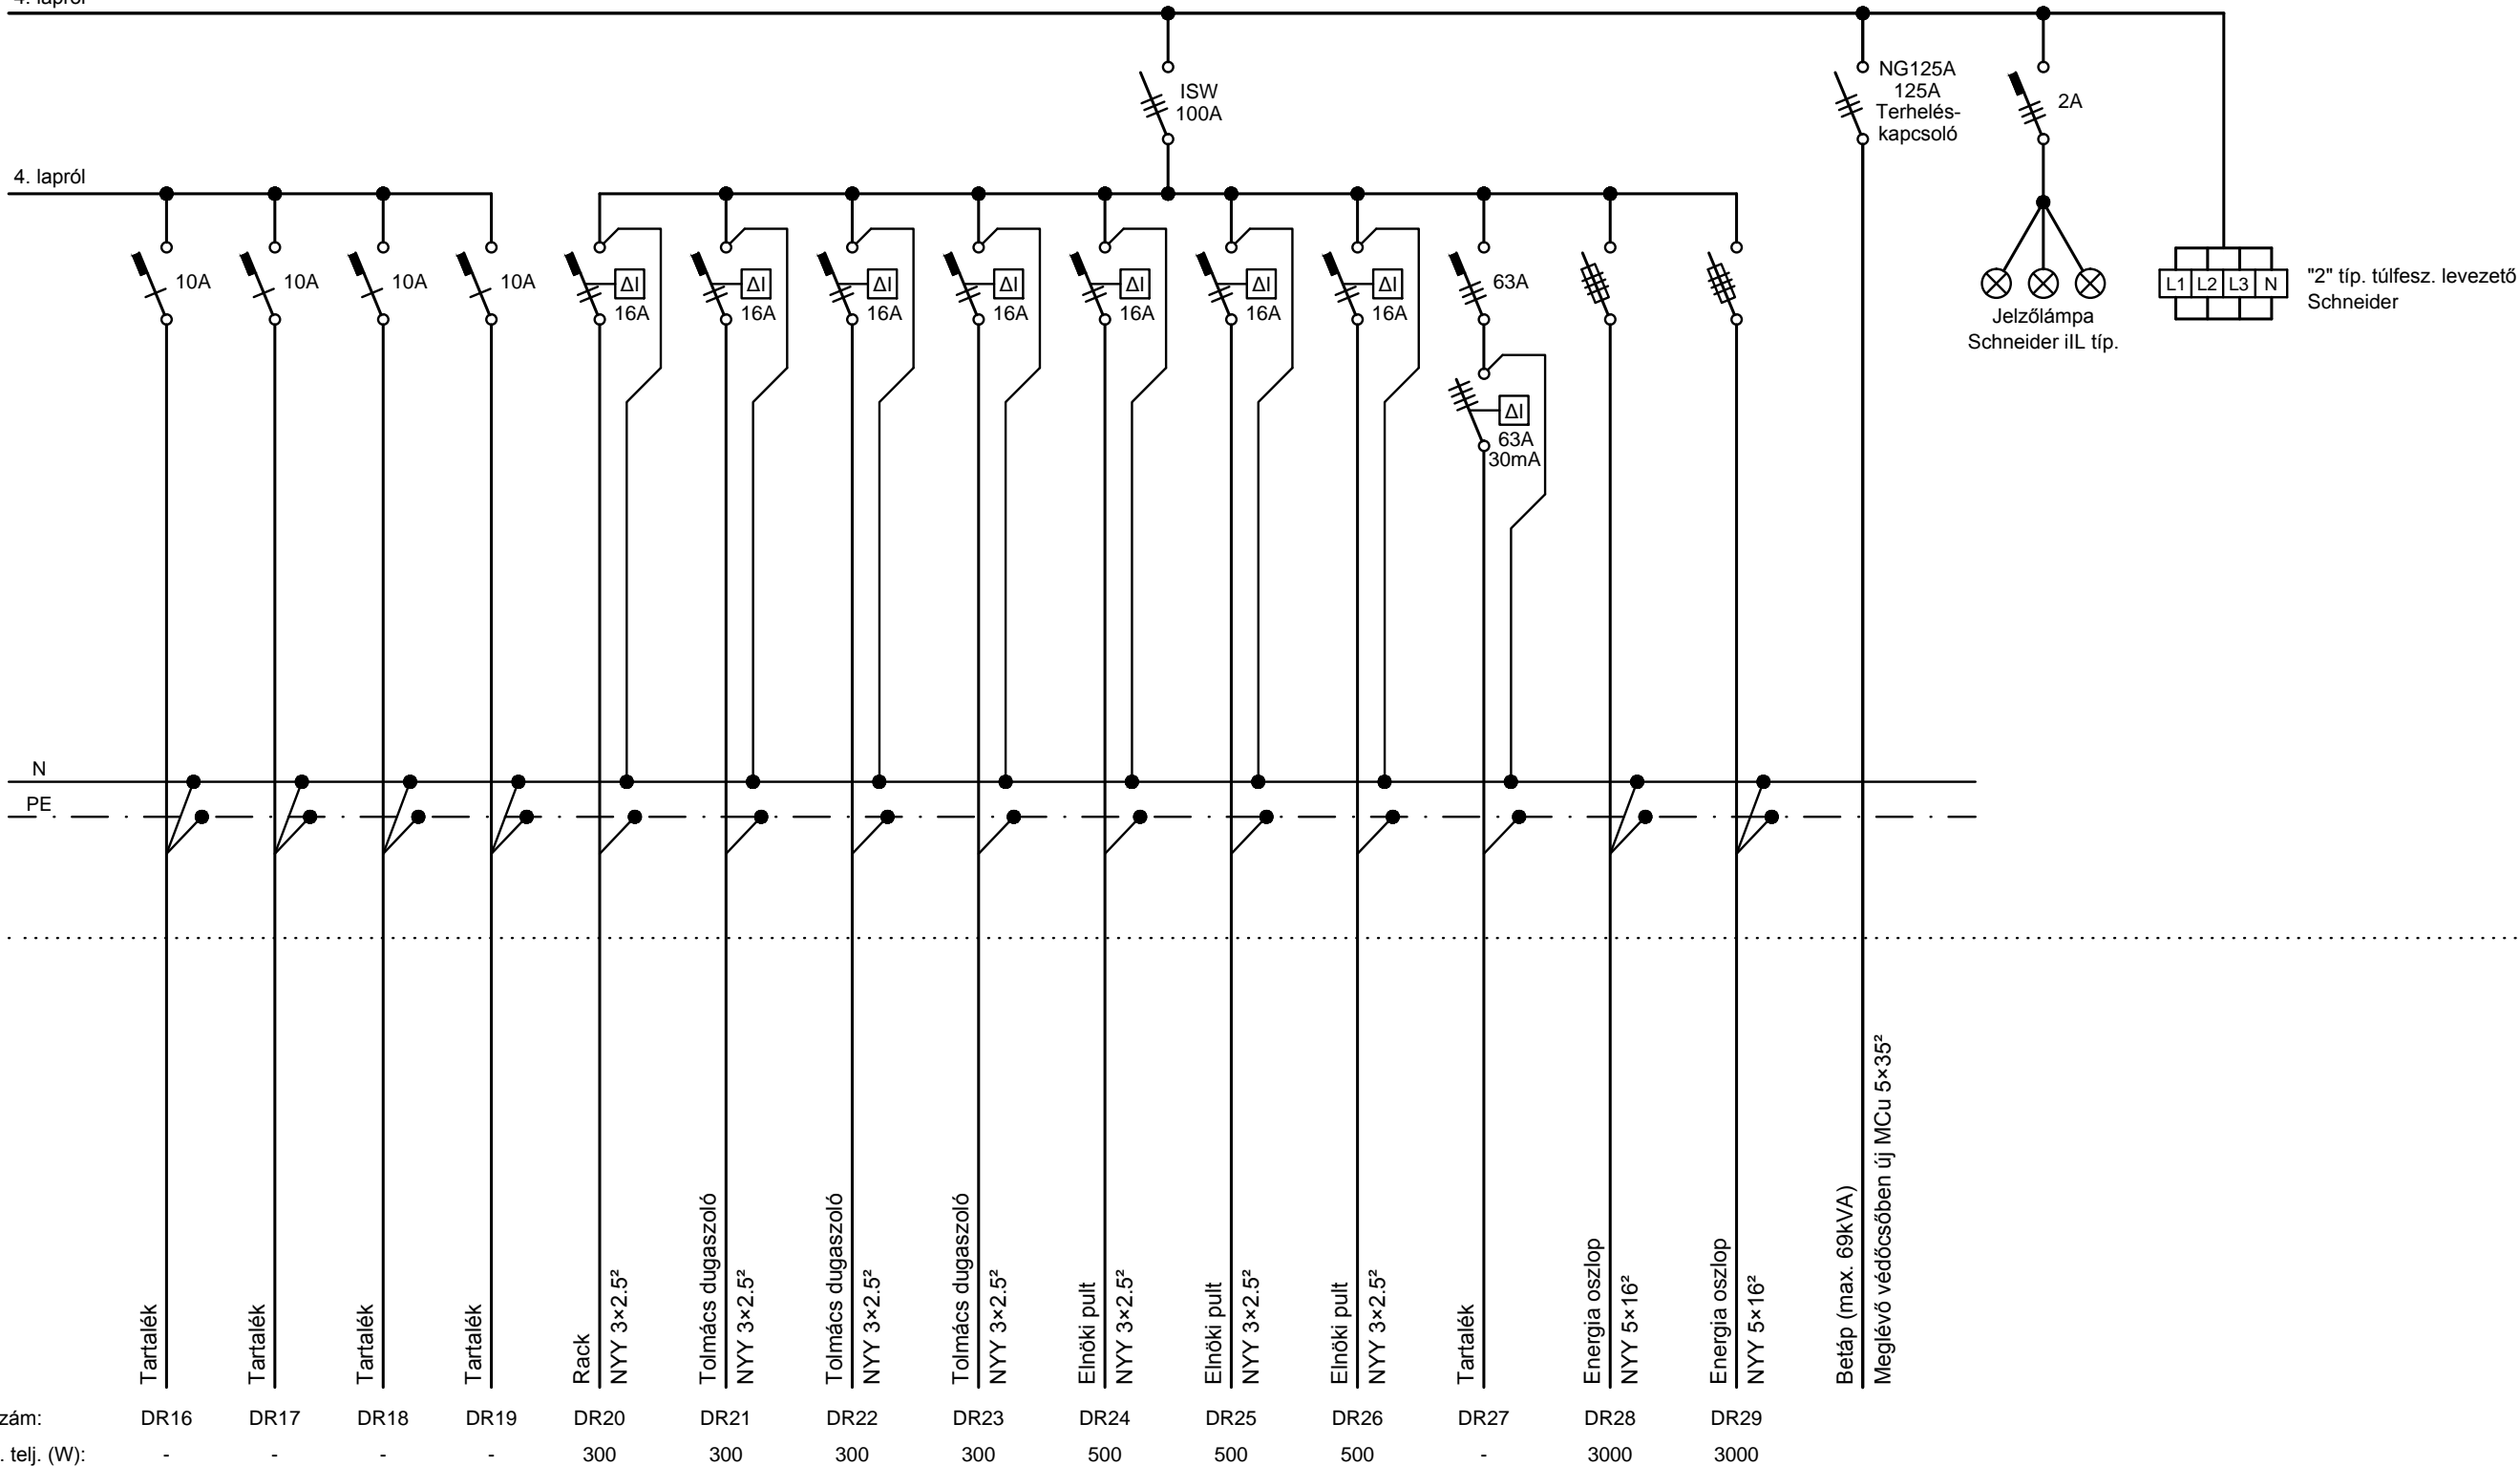 4. lapról
ISW
100A
NG125A
125A
Terhelés-
kapcsoló
2A
4. lapról
10A
10A
10A
10A
ΔI
16A
ΔI
16A
ΔI
16A
ΔI
16A
ΔI
16A
ΔI
16A
ΔI
16A
63A
ΔI
63A
30mA
Jelzőlámpa
Schneider iIL típ.
L1 L2 L3 N
"2" típ. túlfesz. levezető
Schneider
N
PE
Tartalék
Tartalék
Tartalék
Tartalék
Rack
NYY 3×2.5²
Tolmács dugaszoló
NYY 3×2.5²
Tolmács dugaszoló
NYY 3×2.5²
Tolmács dugaszoló
NYY 3×2.5²
Elnöki pult
NYY 3×2.5²
Elnöki pult
NYY 3×2.5²
Elnöki pult
NYY 3×2.5²
Tartalék
Energia oszlop
NYY 5×16²
Energia oszlop
NYY 5×16²
Betáp (max. 69kVA)
Meglévő védőcsőben új MCu 5×35²
zám: DR16 DR17 DR18 DR19 DR20 DR21 DR22 DR23 DR24 DR25 DR26 DR27 DR28 DR29
. telj. (W): - - - - 300 300 300 300 500 500 500 - 3000 3000